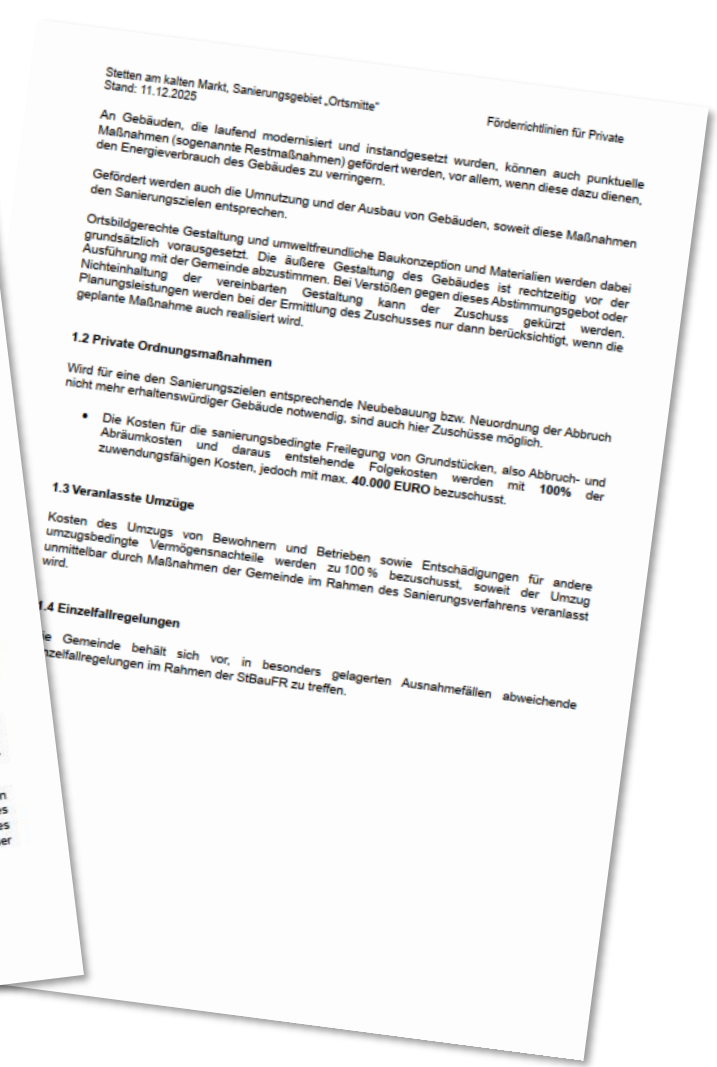 Stetten am kalten Markt, Sanierungsgebiet „Ortsmitte“
Stand: 11.12.2025
Förderrichtlinien für Private
An Gebäuden, die laufend modernisiert und instandgesetzt wurden, können auch punktuelle
Maßnahmen (sogenannte Restmaßnahmen) gefördert werden, vor allem, wenn diese dazu dienen,
den Energieverbrauch des Gebäudes zu verringern.
Gefördert werden auch die Umnutzung und der Ausbau von Gebäuden, soweit diese Maßnahmen
den Sanierungszielen entsprechen.
Ortsbildgerechte Gestaltung und umweltfreundliche Baukonzeption und Materialien werden dabei
grundsätzlich vorausgesetzt. Die äußere Gestaltung des Gebäudes ist rechtzeitig vor der
Ausführung mit der Gemeinde abzustimmen. Bei Verstößen gegen dieses Abstimmungsgebot oder
Nichteinhaltung der vereinbarten Gestaltung kann der Zuschuss gekürzt werden.
Planungsleistungen werden bei der Ermittlung des Zuschusses nur dann berücksichtigt, wenn die
geplante Maßnahme auch realisiert wird.
1.2 Private Ordnungsmaßnahmen
Wird für eine den Sanierungszielen entsprechende Neubebauung bzw. Neuordnung der Abbruch
nicht mehr erhaltenswürdiger Gebäude notwendig, sind auch hier Zuschüsse möglich.
• Die Kosten für die sanierungsbedingte Freilegung von Grundstücken, also Abbruch- und
Abräumkosten und daraus entstehende Folgekosten werden mit 100% der
zuwendungsfähigen Kosten, jedoch mit max. 40.000 EURO bezuschusst.
1.3 Veranlasste Umzüge
Kosten des Umzugs von Bewohnern und Betrieben sowie Entschädigungen für andere
umzugsbedingte Vermögensnachteile werden zu 100 % bezuschusst, soweit der Umzug
unmittelbar durch Maßnahmen der Gemeinde im Rahmen des Sanierungsverfahrens veranlasst
wird.
1.4 Einzelfallregelungen
ie Gemeinde behält sich vor, in besonders gelagerten Ausnahmefällen abweichende
nzelfallregelungen im Rahmen der StBauFR zu treffen.
n
es
es
er